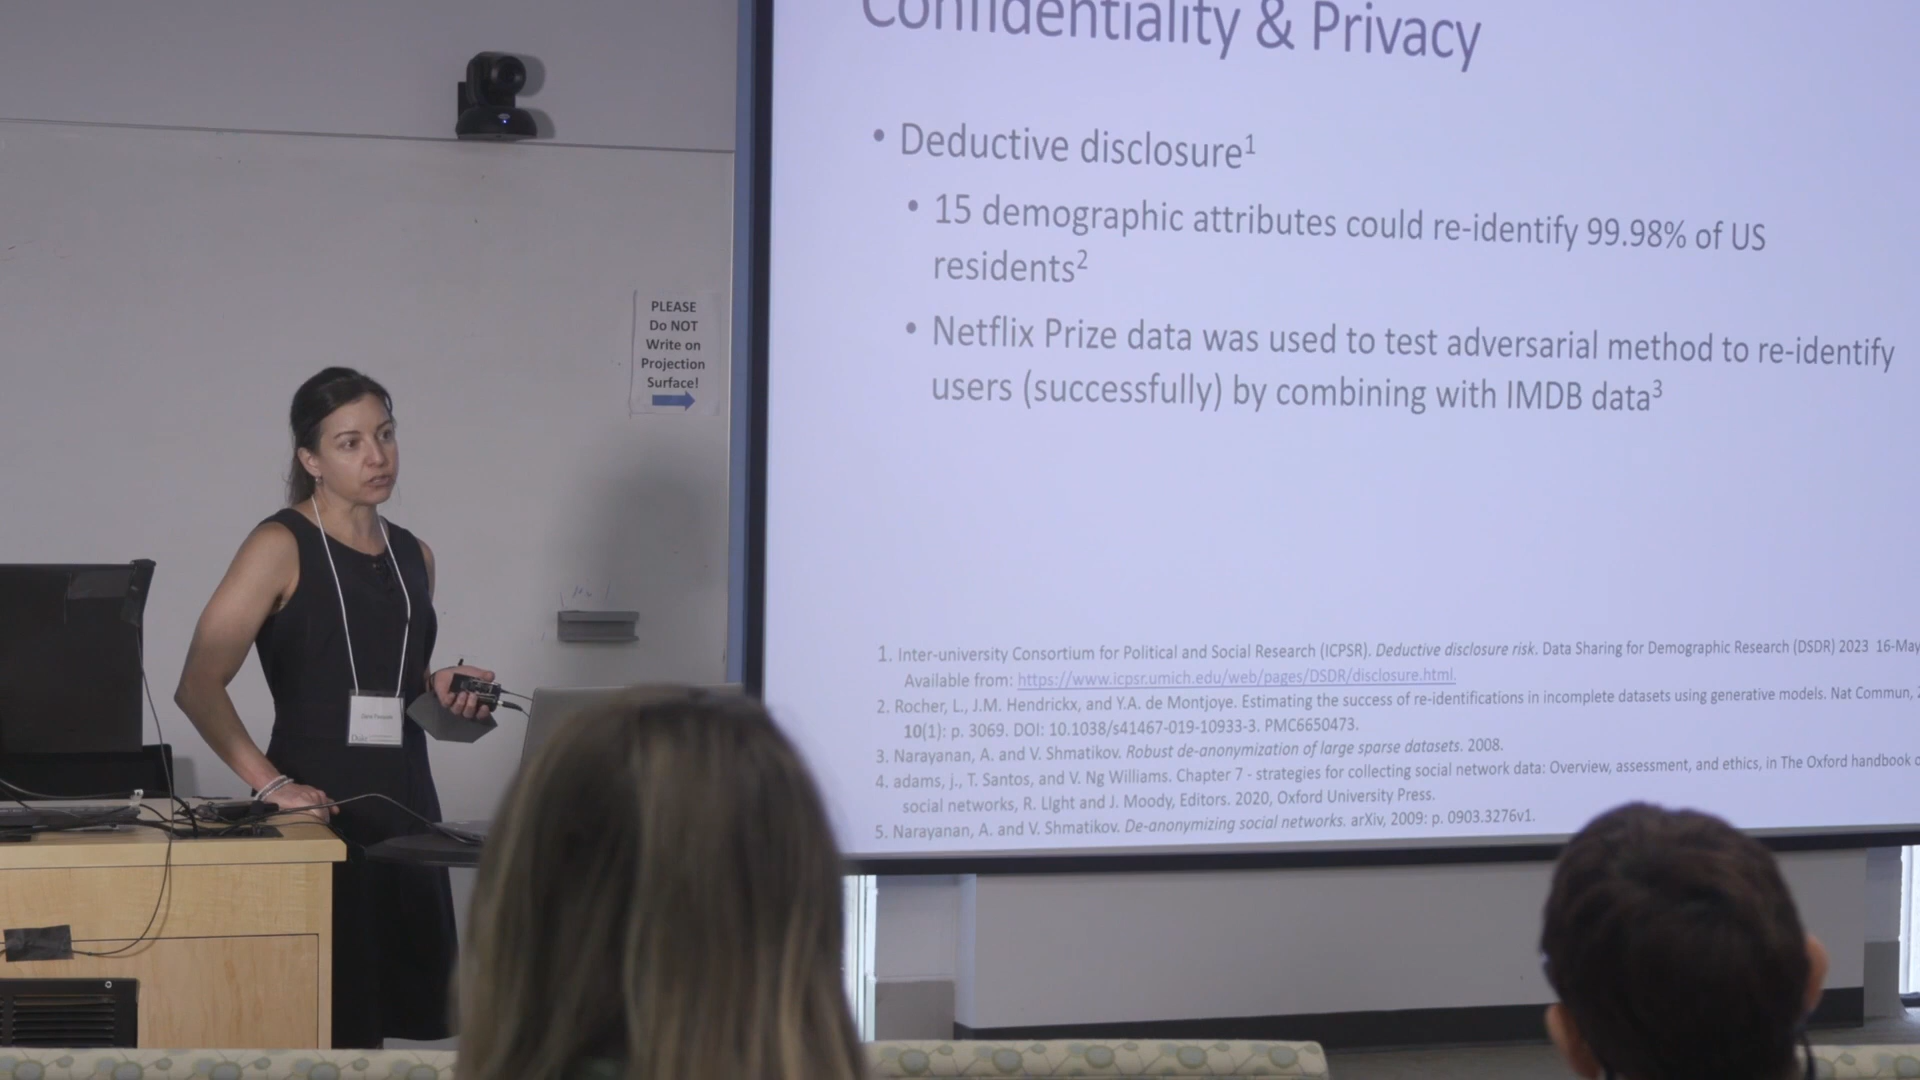 Confidentiality & Privacy
• Deductive disclosure1
• 15 demographic attributes could re-identify 99.98% of US
residents2
• Netflix Prize data was used to test adversarial method to re-identify
users (successfully) by combining with IMDB data3
1. Inter-university Consortium for Political and Social Research (ICPSR). Deductive disclosure risk. Data Sharing for Demographic Research (DSDR) 2023 16-May
Available from: https://www.icpsr.umich.edu/web/pages/DSDR/disclosure.html.
2. Rocher, L., J.M. Hendrickx, and Y.A. de Montjoye. Estimating the success of re-identifications in incomplete datasets using generative models. Nat Commun,
10(1): p. 3069. DOI: 10.1038/s41467-019-10933-3. PMC6650473.
3. Narayanan, A. and V. Shmatikov. Robust de-anonymization of large sparse datasets. 2008.
4. adams, j., T. Santos, and V. Ng Williams. Chapter 7 - strategies for collecting social network data: Overview, assessment, and ethics, in The Oxford handbook
social networks, R. Light and J. Moody, Editors. 2020, Oxford University Press.
5. Narayanan, A. and V. Shmatikov. De-anonymizing social networks. arXiv, 2009: p. 0903.3276v1.
PLEASE
Do NOT
Write on
Projection
Surface!
Duke